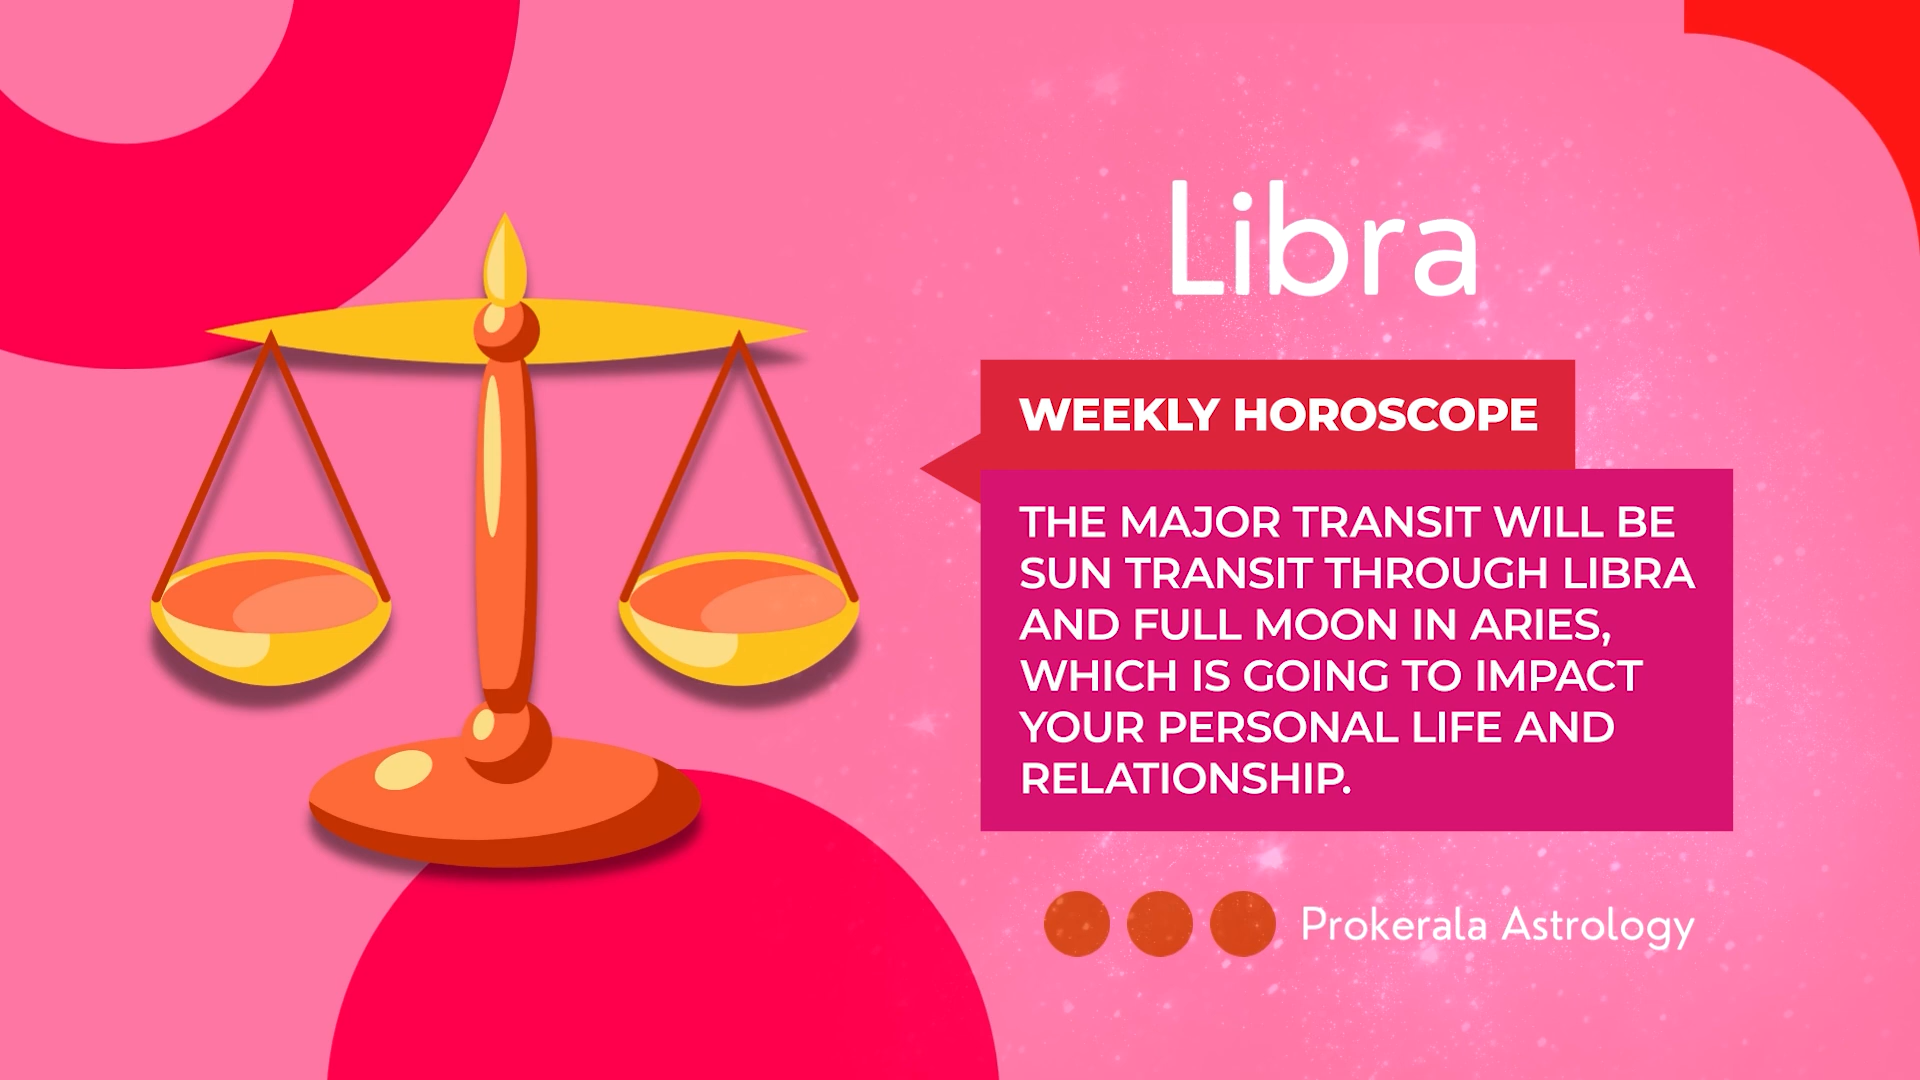 Libra
WEEKLY HOROSCOPE
THE MAJOR TRANSIT WILL BE
SUN TRANSIT THROUGH LIBRA
AND FULL MOON IN ARIES,
WHICH IS GOING TO IMPACT
YOUR PERSONAL LIFE AND
RELATIONSHIP.
Prokerala Astrology